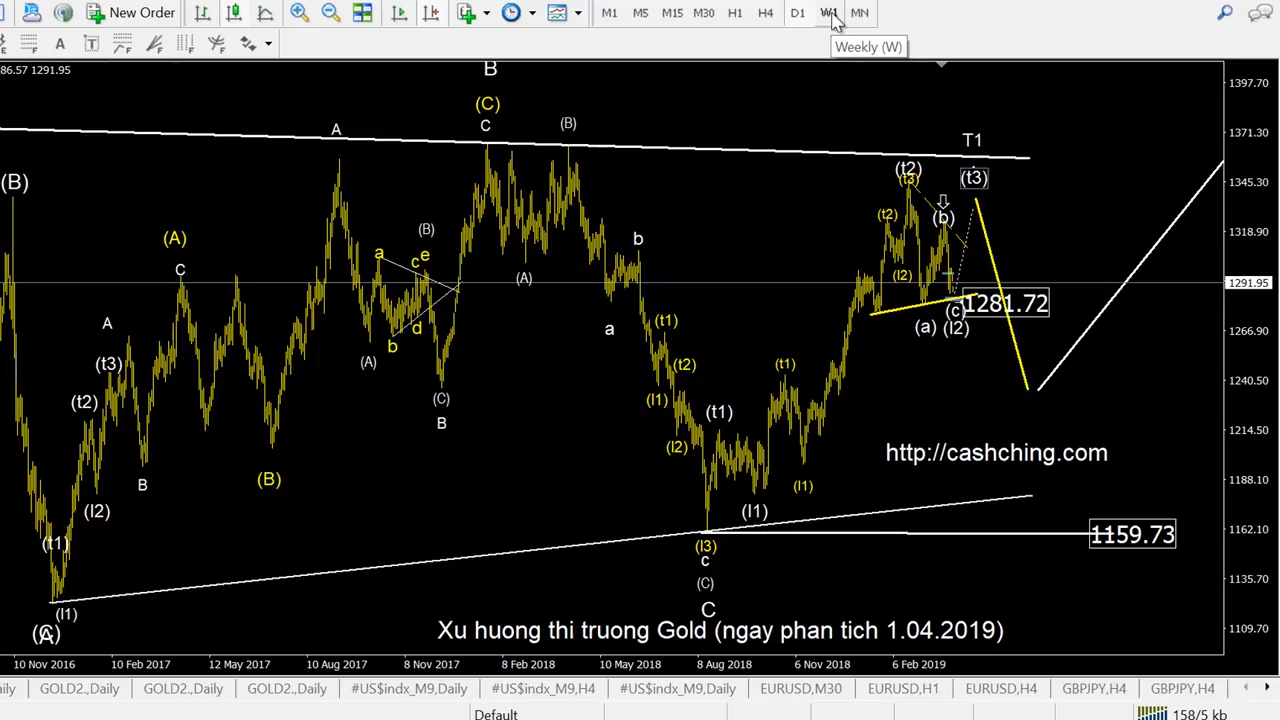 New Order
M1 M5 M15 M30 H1 H4 D1 W1 MN
A T
Weekly (W)
86.57 1291.95
B
1397.70
(C)
C
(B)
A
T1
1371.30
(B)
(t2)
(t3)
(t3)
1345.30
(A)
(B)
b
(t2)
(b)
1318.90
C
a
c
e
(A)
(l2)
1291.95
A
a
(t1)
1281.72
(c)
(a)
(l2)
1266.90
(t3)
b
d
(A)
(t2)
(t1)
1240.50
(t2)
(C)
B
(l1)
(t1)
1214.50
B
(B)
(l2)
http://cashching.com
(l2)
(l1)
(l1)
1188.10
(t1)
(l3)
c
1159.73
1162.10
(C)
1135.70
(l1)
(C)
A
C
Xu huong thi truong Gold (ngay phan tich 1.04.2019)
1109.70
10 Nov 2016 10 Feb 2017 12 May 2017 10 Aug 2017 8 Nov 2017 8 Feb 2018 10 May 2018 8 Aug 2018 6 Nov 2018 6 Feb 2019
aily GOLD2.,Daily GOLD2.,Daily GOLD2.,Daily #US$indx_M9,Daily #US$indx_M9,H4 #US$indx_M9,Daily EURUSD,M30 EURUSD,H1 EURUSD,H4 GBPJPY,H4 GBPJPY,H4
Default
158/5 kb